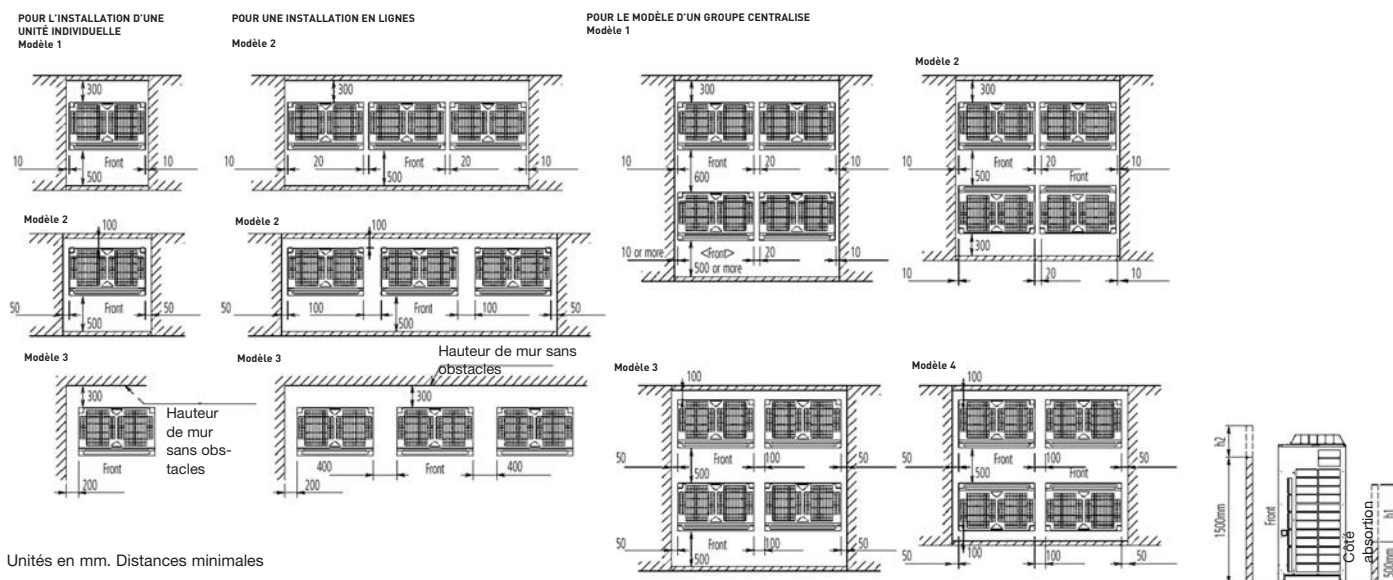 POUR L'INSTALLATION D'UNE
UNITÉ INDIVIDUELLE
Modèle 1
300
10
Front
10
500
Modèle 2
100
50
Front
50
500
Modèle 3
300
Hauteur
de mur
sans obs-
tacles
Front
200
POUR UNE INSTALLATION EN LIGNES
Modèle 2
300
10
20
Front
20
10
500
Modèle 2
100
50
100
Front
100
50
500
Modèle 3
Hauteur de mur sans
obstacles
300
400
Front
400
200
POUR LE MODÈLE D'UN GROUPE CENTRALISE
Modèle 1
300
10
Front
20
10
600
10 or more
<Front>
20
10
500 or more
Modèle 2
300
10
Front
20
10
500
Front
300
10
20
10
Modèle 3
100
50
Front
100
50
500
50
Front
100
50
500
Modèle 4
100
50
Front
100
50
500
Front
50
100
100
50
h2
1500mm
Front
Côté
absortion
h1
500mm
Unités en mm. Distances minimales